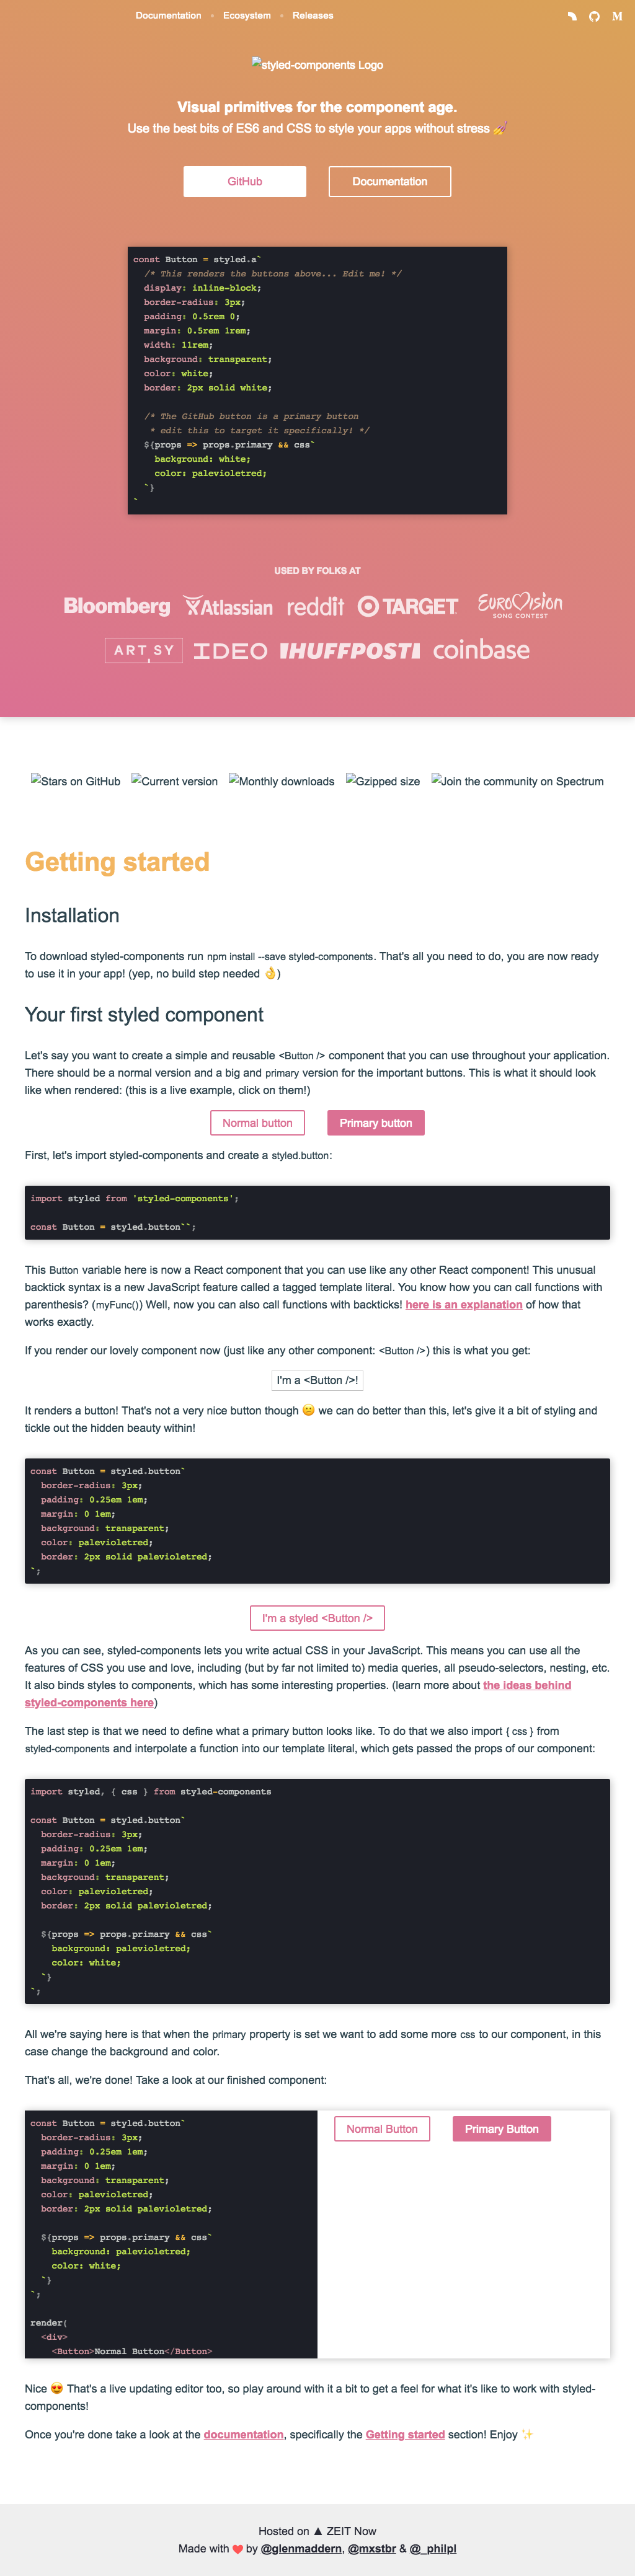 Documentation • Ecosystem • Releases
styled-components Logo
Visual primitives for the component age.
Use the best bits of ES6 and CSS to style your apps without stress 💅
GitHub
Documentation
const Button = styled.a`
  /* This renders the buttons above... Edit me! */
  display: inline-block;
  border-radius: 3px;
  padding: 0.5rem 0;
  margin: 0.5rem 1rem;
  width: 11rem;
  background: transparent;
  color: white;
  border: 2px solid white;
  /* The GitHub button is a primary button
   * edit this to target it specifically! */
  ${props => props.primary && css`
    background: white;
    color: palevioletred;
  `}
`
USED BY FOLKS AT
Bloomberg Atlassian reddit TARGET EUROVISION
SONG CONTEST
ARTSY IDEO HUFFPOST coinbase
Stars on GitHub Current version Monthly downloads Gzipped size Join the community on Spectrum
Getting started
Installation
To download styled-components run npm install --save styled-components. That's all you need to do, you are now ready
to use it in your app! (yep, no build step needed 👌)
Your first styled component
Let's say you want to create a simple and reusable <Button /> component that you can use throughout your application.
There should be a normal version and a big and primary version for the important buttons. This is what it should look
like when rendered: (this is a live example, click on them!)
Normal button
Primary button
First, let's import styled-components and create a styled.button:
import styled from 'styled-components';
const Button = styled.button``;
This Button variable here is now a React component that you can use like any other React component! This unusual
backtick syntax is a new JavaScript feature called a tagged template literal. You know how you can call functions with
parenthesis? (myFunc()) Well, now you can also call functions with backticks! here is an explanation of how that
works exactly.
If you render our lovely component now (just like any other component: <Button />) this is what you get:
I'm a <Button />!
It renders a button! That's not a very nice button though 😕 we can do better than this, let's give it a bit of styling and
tickle out the hidden beauty within!
const Button = styled.button`
  border-radius: 3px;
  padding: 0.25em 1em;
  margin: 0 1em;
  background: transparent;
  color: palevioletred;
  border: 2px solid palevioletred;
`;
I'm a styled <Button />
As you can see, styled-components lets you write actual CSS in your JavaScript. This means you can use all the
features of CSS you use and love, including (but by far not limited to) media queries, all pseudo-selectors, nesting, etc.
It also binds styles to components, which has some interesting properties. (learn more about the ideas behind
styled-components here)
The last step is that we need to define what a primary button looks like. To do that we also import { css } from
styled-components and interpolate a function into our template literal, which gets passed the props of our component:
import styled, { css } from styled-components
const Button = styled.button`
  border-radius: 3px;
  padding: 0.25em 1em;
  margin: 0 1em;
  background: transparent;
  color: palevioletred;
  border: 2px solid palevioletred;
  ${props => props.primary && css`
    background: palevioletred;
    color: white;
  `}
`;
All we're saying here is that when the primary property is set we want to add some more css to our component, in this
case change the background and color.
That's all, we're done! Take a look at our finished component:
const Button = styled.button`
  border-radius: 3px;
  padding: 0.25em 1em;
  margin: 0 1em;
  background: transparent;
  color: palevioletred;
  border: 2px solid palevioletred;
  ${props => props.primary && css`
    background: palevioletred;
    color: white;
  `}
`;
render(
  <div>
    <Button>Normal Button</Button>
Normal Button
Primary Button
Nice 😍 That's a live updating editor too, so play around with it a bit to get a feel for what it's like to work with styled-
components!
Once you're done take a look at the documentation, specifically the Getting started section! Enjoy ✨
Hosted on ▲ ZEIT Now
Made with ❤️ by @glenmaddern, @mxstbr & @_philpl